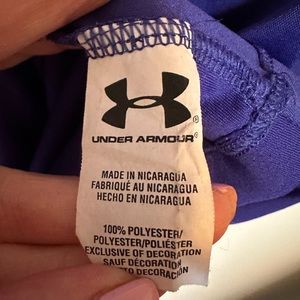 UNDER ARMOUR®
MADE IN NICARAGUA
FABRIQUÉ AU NICARAGUA
HECHO EN NICARAGUA
100% POLYESTER/
POLYESTER/POLIÉSTER
EXCLUSIVE OF DECORATION
SAUF DÉCORATION
DECORACIÓN